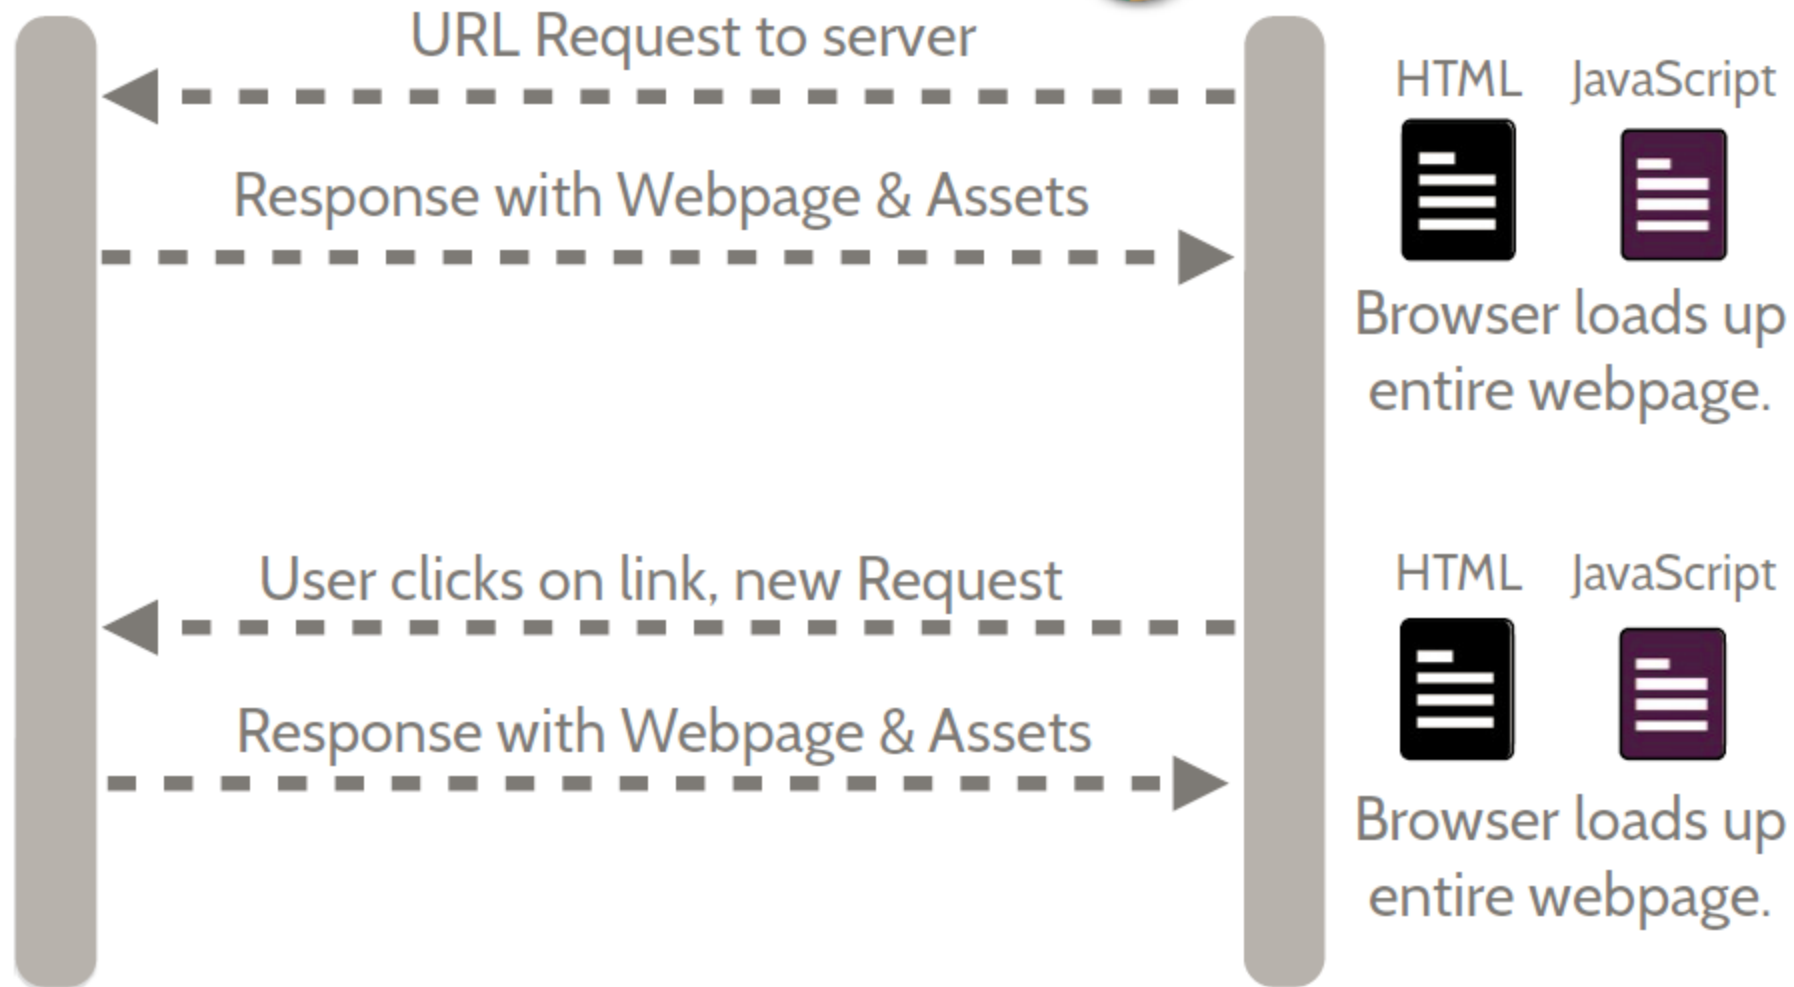 URL Request to server
HTML JavaScript
Response with Webpage & Assets
Browser loads up
entire webpage.
User clicks on link, new Request
HTML JavaScript
Response with Webpage & Assets
Browser loads up
entire webpage.